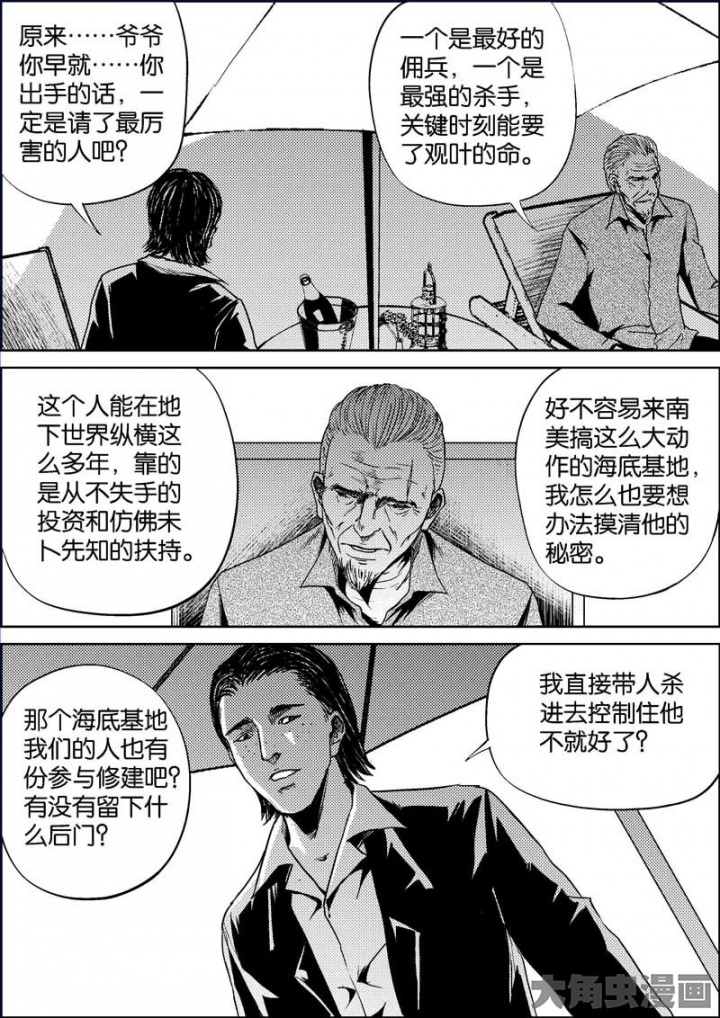 原来……爷爷
你早就……你
出手的话，一
定是请了最厉
害的人吧？
一个是最好的
佣兵，一个是
最强的杀手，
关键时刻能要
了观叶的命。
这个人能在地
下世界纵横这
么多年，靠的
是从不失手的
投资和仿佛未
卜先知的扶持。
好不容易来南
美搞这么大动
作的海底基地，
我怎么也要想
办法摸清他的
秘密。
那个海底基地
我们的人也有
份参与修建吧？
有没有留下什
么后门？
我直接带人杀
进去控制住他
不就好了？
大角虫漫画